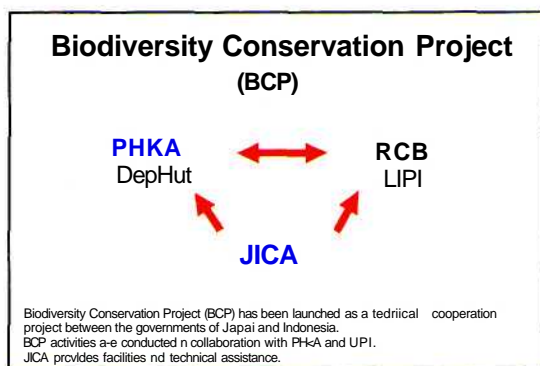 Biodiversity Conservation Project
(BCP)
PHKA RCB
DepHut LIPI
JICA
Biodiversity Conservation Project (BCP) has been launched as a tedriical cooperation
project between the governments of Japai and Indonesia.
BCP activities a-e conducted n collaboration with PH<A and UPI.
JICA prcvldes facilities nd technical assistance.